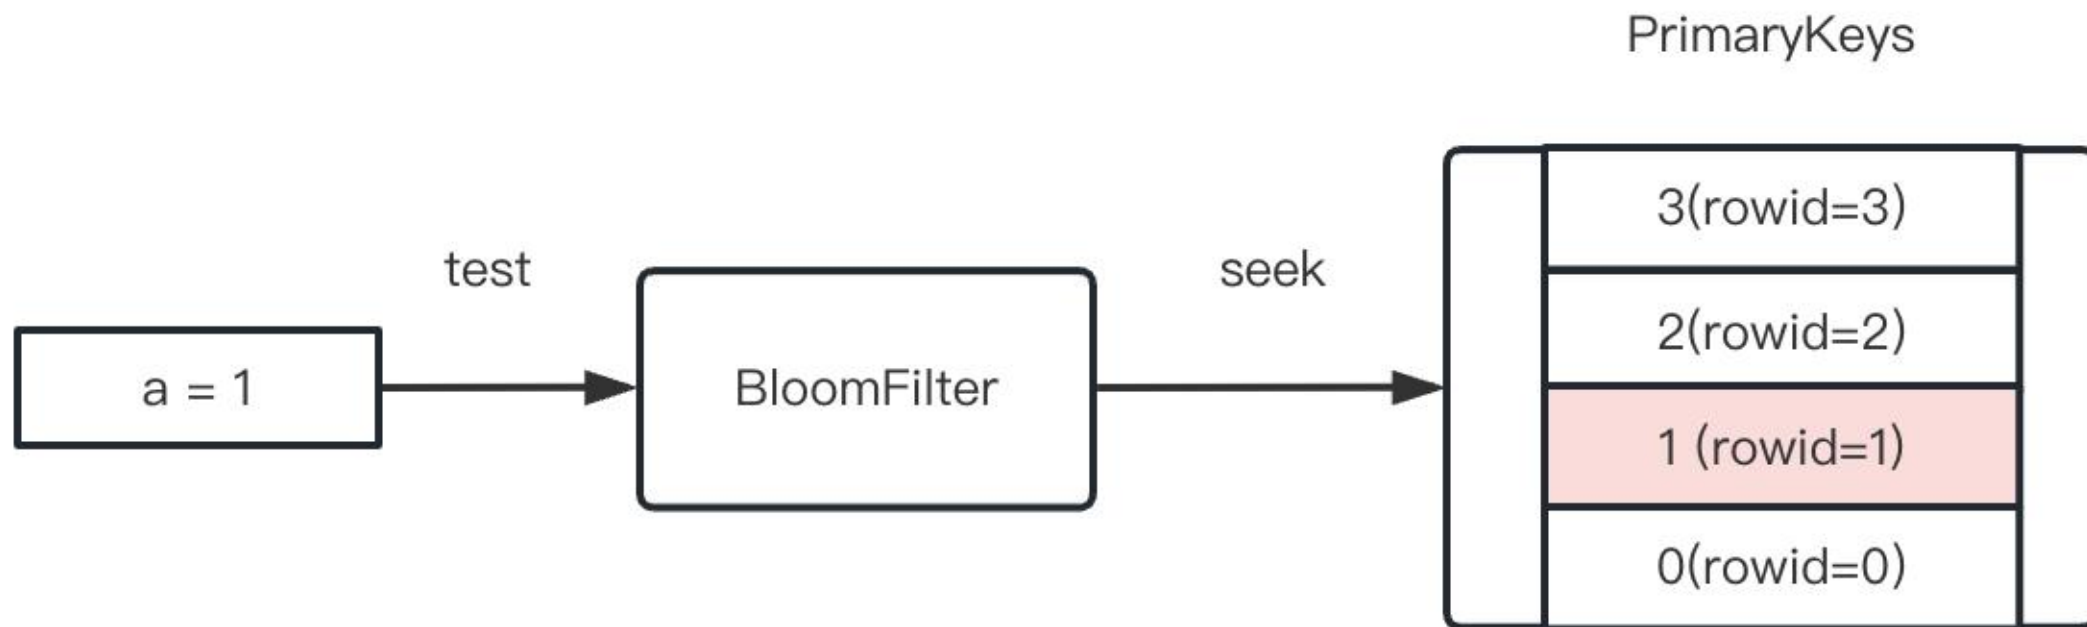 PrimaryKeys
3(rowid=3)
test
seek
2(rowid=2)
a = 1
BloomFilter
1 (rowid=1)
0(rowid=0)